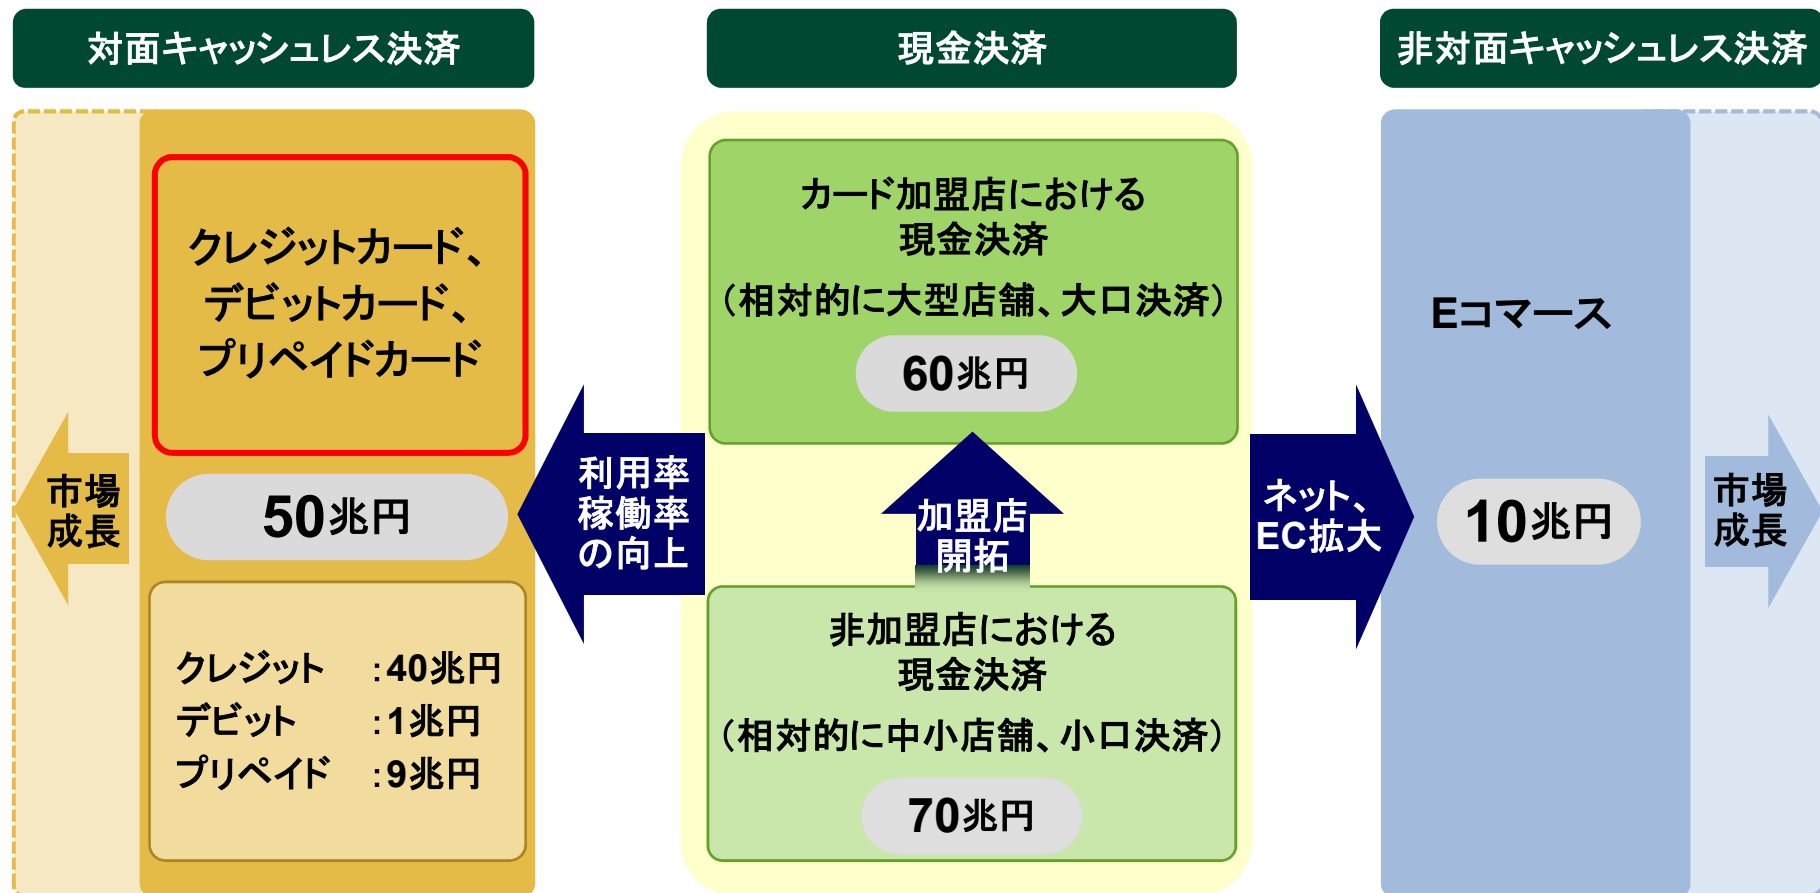 対面キャッシュレス決済
現金決済
非対面キャッシュレス決済
クレジットカード、
デビットカード、
プリペイドカード
50兆円
クレジット :40兆円
デビット :1兆円
プリペイド :9兆円
市場
成長
利用率
稼働率
の向上
カード加盟店における
現金決済
（相対的に大型店舗、大口決済）
60兆円
加盟店
開拓
非加盟店における
現金決済
（相対的に中小店舗、小口決済）
70兆円
ネット、
EC拡大
Eコマース
10兆円
市場
成長